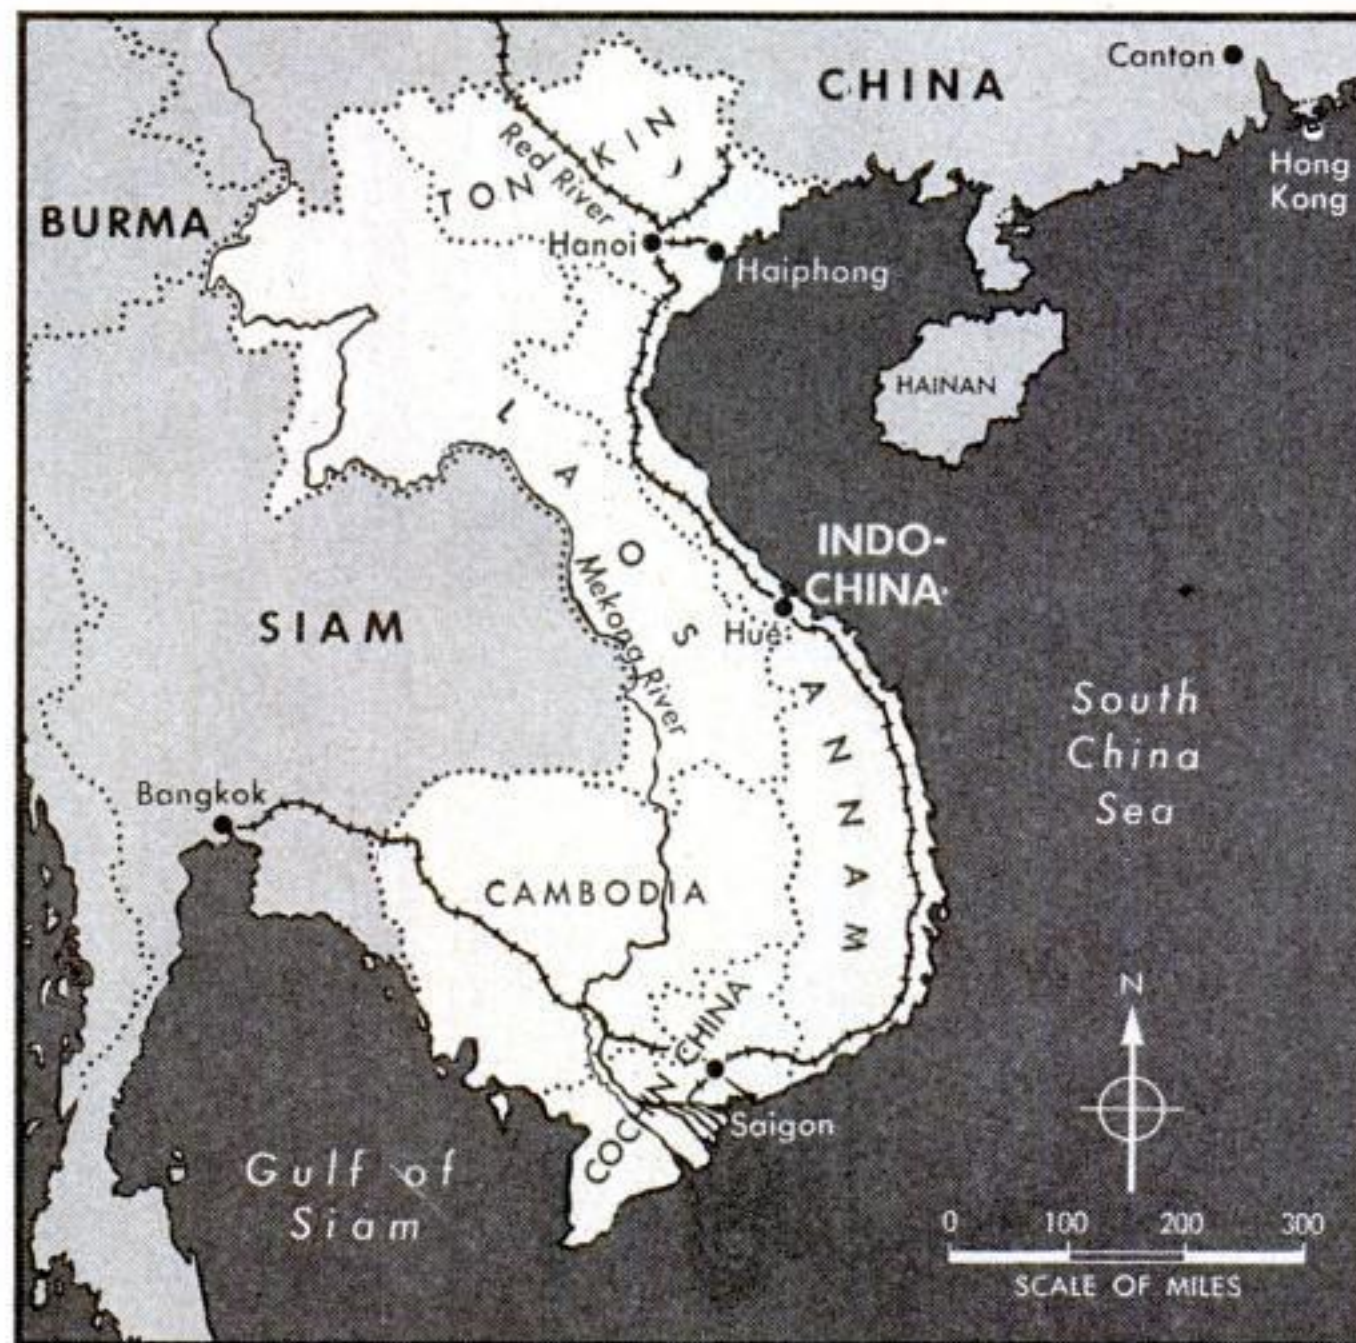 Canton
CHINA
Hong
Kong
TONKIN
Red River
BURMA
Hanoi
Haiphong
HAINAN
LAOS
INDO-
CHINA
Mekong River
Hué
SIAM
ANNAM
South
China
Sea
Bangkok
CAMBODIA
N
COCHIN CHINA
Saigon
Gulf of
Siam
0 100 200 300
SCALE OF MILES